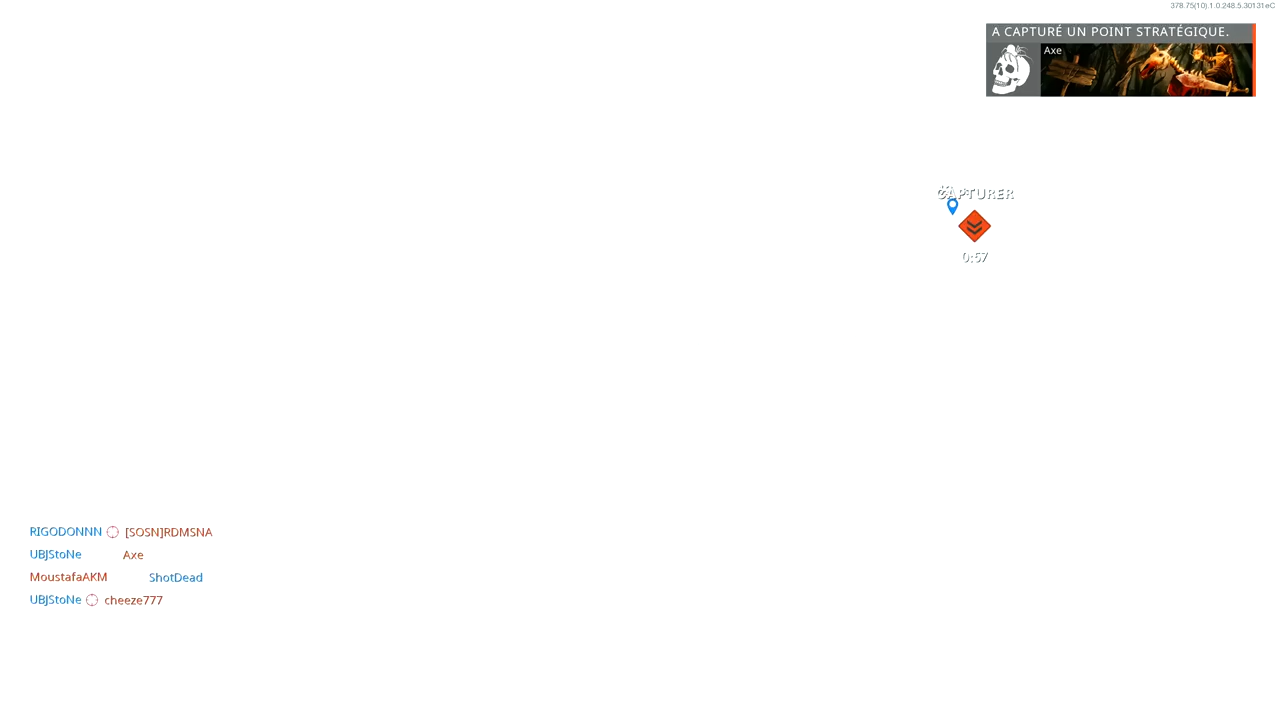 378.75(10).1.0.248.5.30131eC
A CAPTURÉ UN POINT STRATÉGIQUE.
Axe
CAPTURER
0:57
RIGODONNN [SOSN]RDMSNA
UBJStoNe Axe
MoustafaAKM ShotDead
UBJStoNe cheeze777